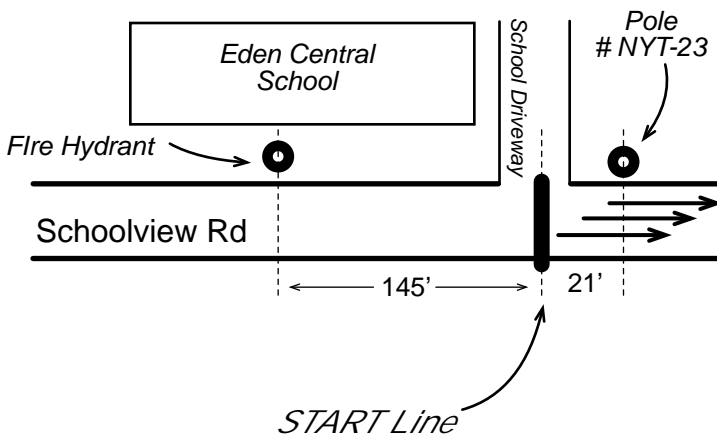 Eden Central
School
School Driveway
Pole
# NYT-23
FIre Hydrant
Schoolview Rd
145’
21’
START Line